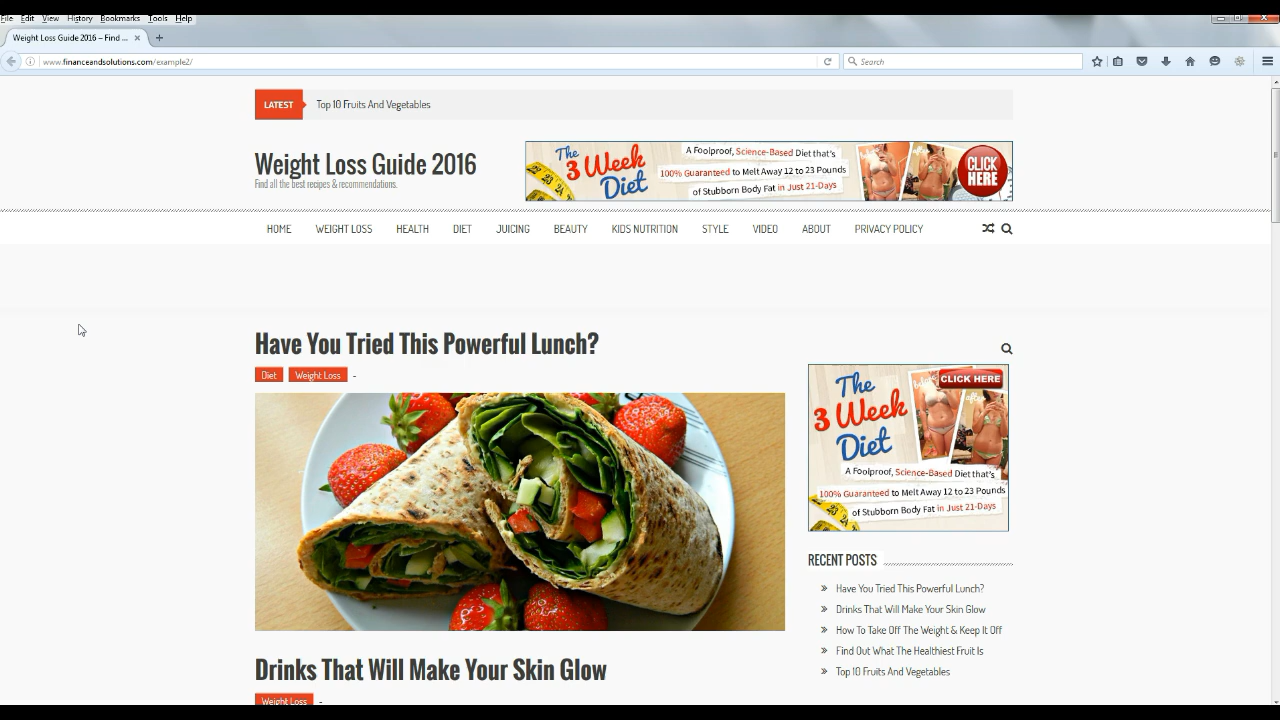 File Edit View History Bookmarks Tools Help
Weight Loss Guide 2016 – Find ...
www.financeandsolutions.com/example2/
Search
LATEST
Top 10 Fruits And Vegetables
Weight Loss Guide 2016
Find all the best recipes & recommendations.
The 3 Week Diet
A Foolproof, Science-Based Diet that's
100% Guaranteed to Melt Away 12 to 23 Pounds
of Stubborn Body Fat in Just 21-Days
after
CLICK HERE
HOME WEIGHT LOSS HEALTH DIET JUICING BEAUTY KIDS NUTRITION STYLE VIDEO ABOUT PRIVACY POLICY
Have You Tried This Powerful Lunch?
Diet Weight Loss -
Drinks That Will Make Your Skin Glow
Weight Loss -
The 3 Week Diet
CLICK HERE
after
A Foolproof, Science-Based Diet that's
100% Guaranteed to Melt Away 12 to 23 Pounds
of Stubborn Body Fat in Just 21-Days
RECENT POSTS
Have You Tried This Powerful Lunch?
Drinks That Will Make Your Skin Glow
How To Take Off The Weight & Keep It Off
Find Out What The Healthiest Fruit Is
Top 10 Fruits And Vegetables